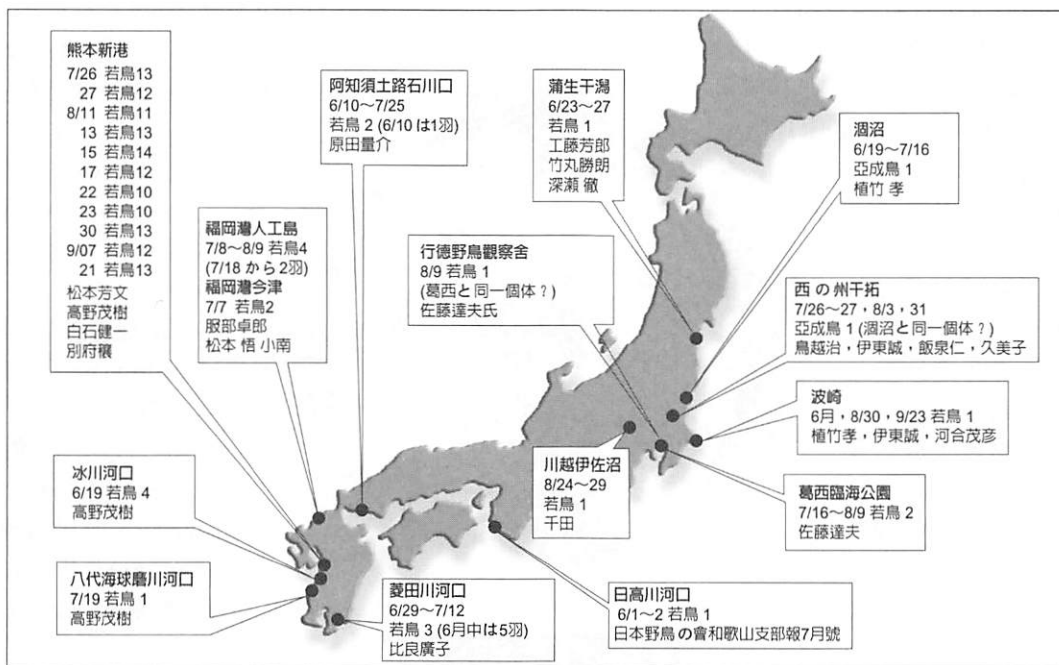 熊本新港
7/26 若鳥13
27 若鳥12
8/11 若鳥11
13 若鳥13
15 若鳥14
17 若鳥12
22 若鳥10
23 若鳥10
30 若鳥13
9/07 若鳥12
21 若鳥13
松本芳文
高野茂樹
白石健一
別府穰
阿知須土路石川口
6/10～7/25
若鳥 2 (6/10 は1羽)
原田量介
福岡灣人工島
7/8～8/9 若鳥4
(7/18 から 2羽)
福岡灣今津
7/7 若鳥2
服部卓郎
松本 悟 小南
蒲生干潟
6/23～27
若鳥 1
工藤芳郎
竹丸勝朗
深瀬 徹
涸沼
6/19～7/16
亞成鳥 1
植竹 孝
行德野鳥觀察舍
8/9 若鳥 1
(葛西と同一個体？)
佐藤達夫氏
西の州干拓
7/26～27，8/3，31
亞成鳥 1 (涸沼と同一個体？)
鳥越治，伊東誠，飯泉仁，久美子
波崎
6月，8/30，9/23 若鳥 1
植竹孝，伊東誠，河合茂彦
川越伊佐沼
8/24～29
若鳥 1
千田
葛西臨海公園
7/16～8/9 若鳥 2
佐藤達夫
冰川河口
6/19 若鳥 4
高野茂樹
八代海球磨川河口
7/19 若鳥 1
高野茂樹
菱田川河口
6/29～7/12
若鳥 3 (6月中は5羽)
比良廣子
日高川河口
6/1～2 若鳥 1
日本野鳥の會和歌山支部報7月號